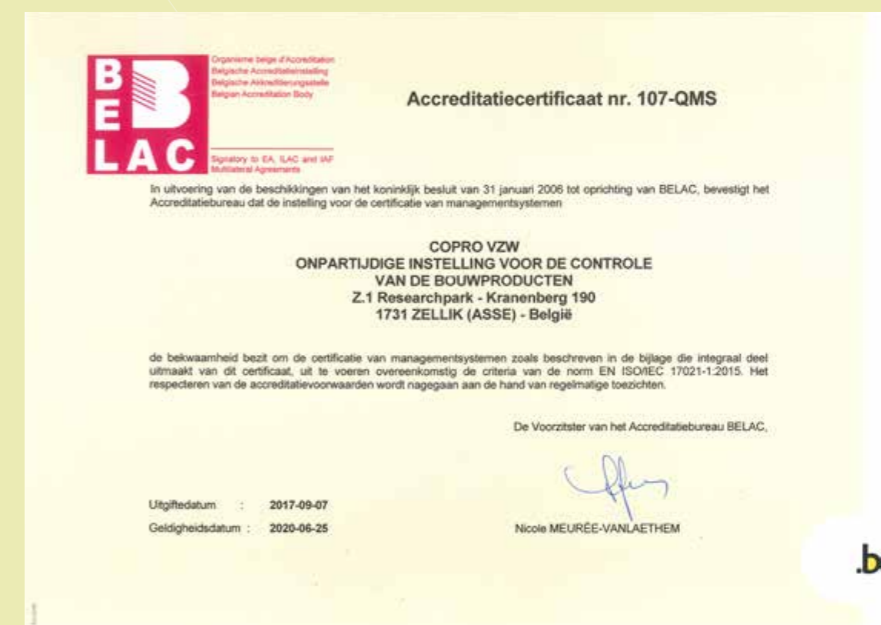 BELAC
Organisme belge d'Accréditation
Belgische Accreditatieinstelling
Belgische Akkreditierungsstelle
Belgian Accreditation Body
Signatory to EA, ILAC and IAF
Multilateral Agreements
Accreditatiecertificaat nr. 107-QMS
In uitvoering van de beschikkingen van het koninklijk besluit van 31 januari 2006 tot oprichting van BELAC, bevestigt het
Accreditatiebureau dat de instelling voor de certificatie van managementsystemen
COPRO VZW
ONPARTIJDIGE INSTELLING VOOR DE CONTROLE
VAN DE BOUWPRODUCTEN
Z.1 Researchpark - Kranenberg 190
1731 ZELLIK (ASSE) - België
de bekwaamheid bezit om de certificatie van managementsystemen zoals beschreven in de bijlage die integraal deel
uitmaakt van dit certificaat, uit te voeren overeenkomstig de criteria van de norm EN ISO/IEC 17021-1:2015. Het
respecteren van de accreditatievoorwaarden wordt nagegaan aan de hand van regelmatige toezichten.
De Voorzitster van het Accreditatiebureau BELAC,
Uitgiftedatum : 2017-09-07
Geldigheidsdatum : 2020-06-25
Nicole MEURÉE-VANLAETHEM
.b